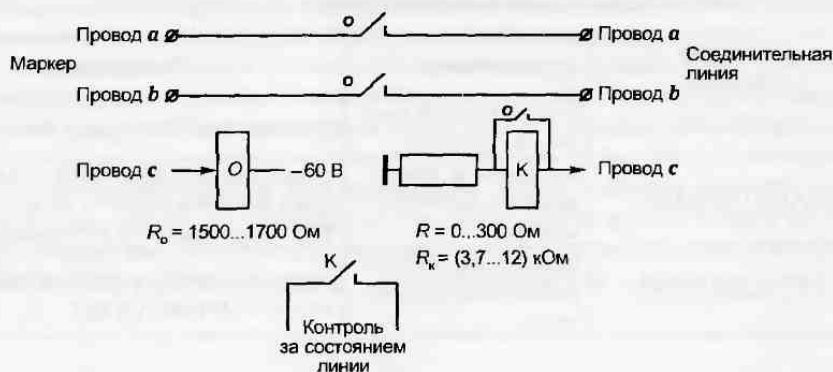 о
Провод a
Провод a
Маркер
Соединительная
линия
о
Провод b
Провод b
о
Провод c
O
–60 В
К
Провод c
Rо = 1500...1700 Ом
R = 0...300 Ом
Rк = (3,7...12) кОм
К
Контроль
за состоянием
линии